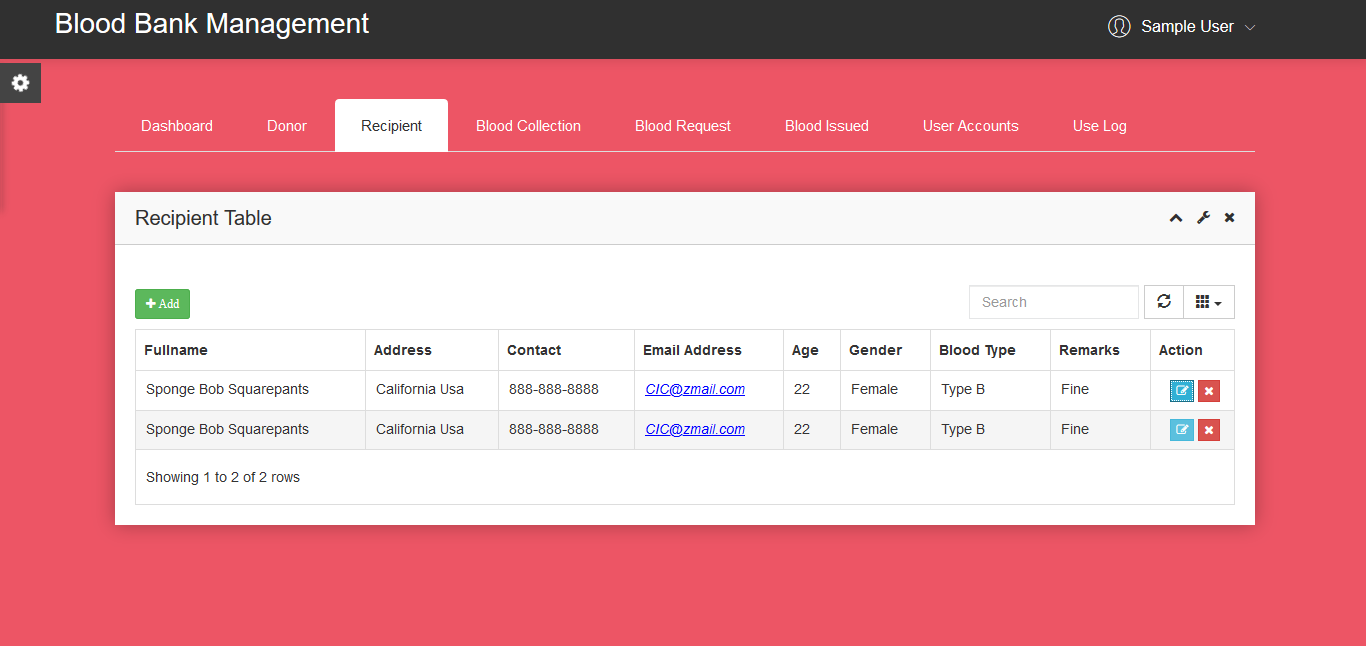 Blood Bank Management
Sample User
Dashboard Donor Recipient Blood Collection Blood Request Blood Issued User Accounts Use Log
Recipient Table
Add
Search
Fullname Address Contact Email Address Age Gender Blood Type Remarks Action
Sponge Bob Squarepants California Usa 888-888-8888 CIC@zmail.com 22 Female Type B Fine
Sponge Bob Squarepants California Usa 888-888-8888 CIC@zmail.com 22 Female Type B Fine
Showing 1 to 2 of 2 rows